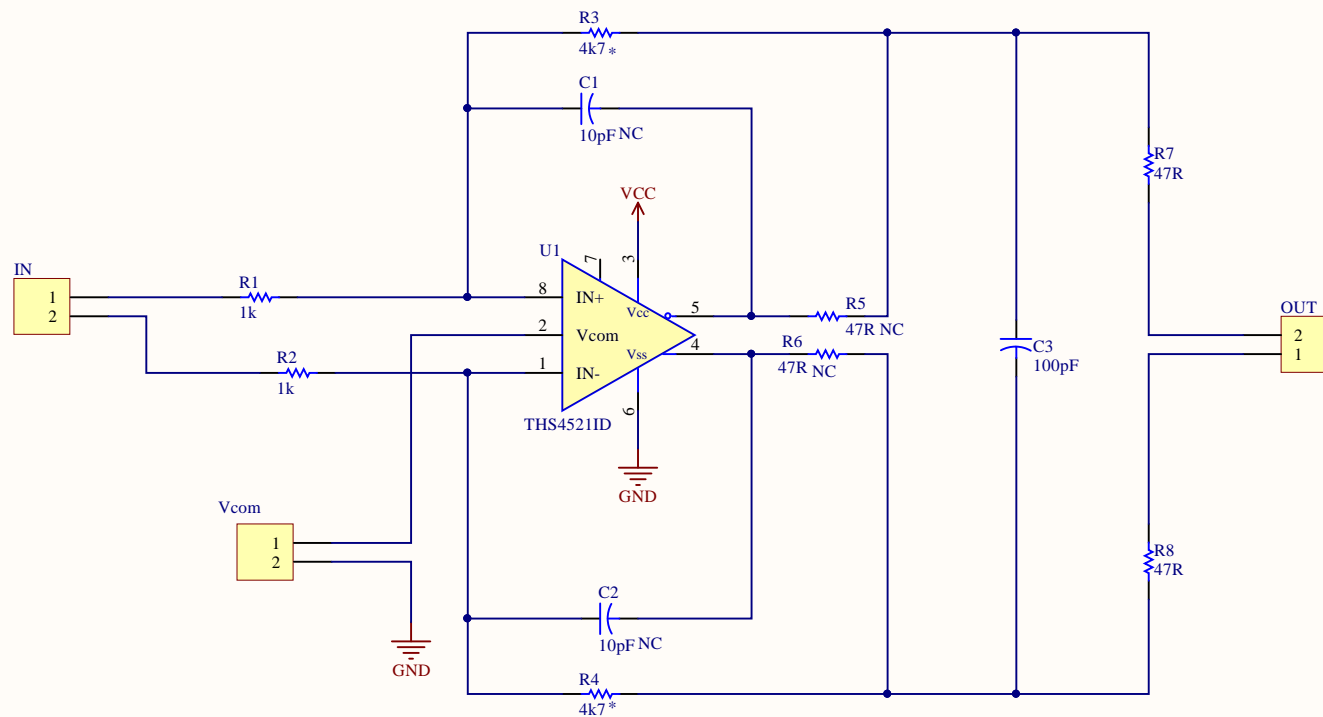 R3
4k7 *
C1
10pF NC
VCC
U1
7
3
IN
1
2
R1
1k
8
IN+
Vcc
5
R5
47R NC
2
Vcom
R6
47R NC
Vss
4
R2
1k
1
IN-
6
THS4521ID
GND
C3
100pF
R7
47R
OUT
2
1
Vcom
1
2
GND
R8
47R
C2
10pF NC
R4
4k7 *